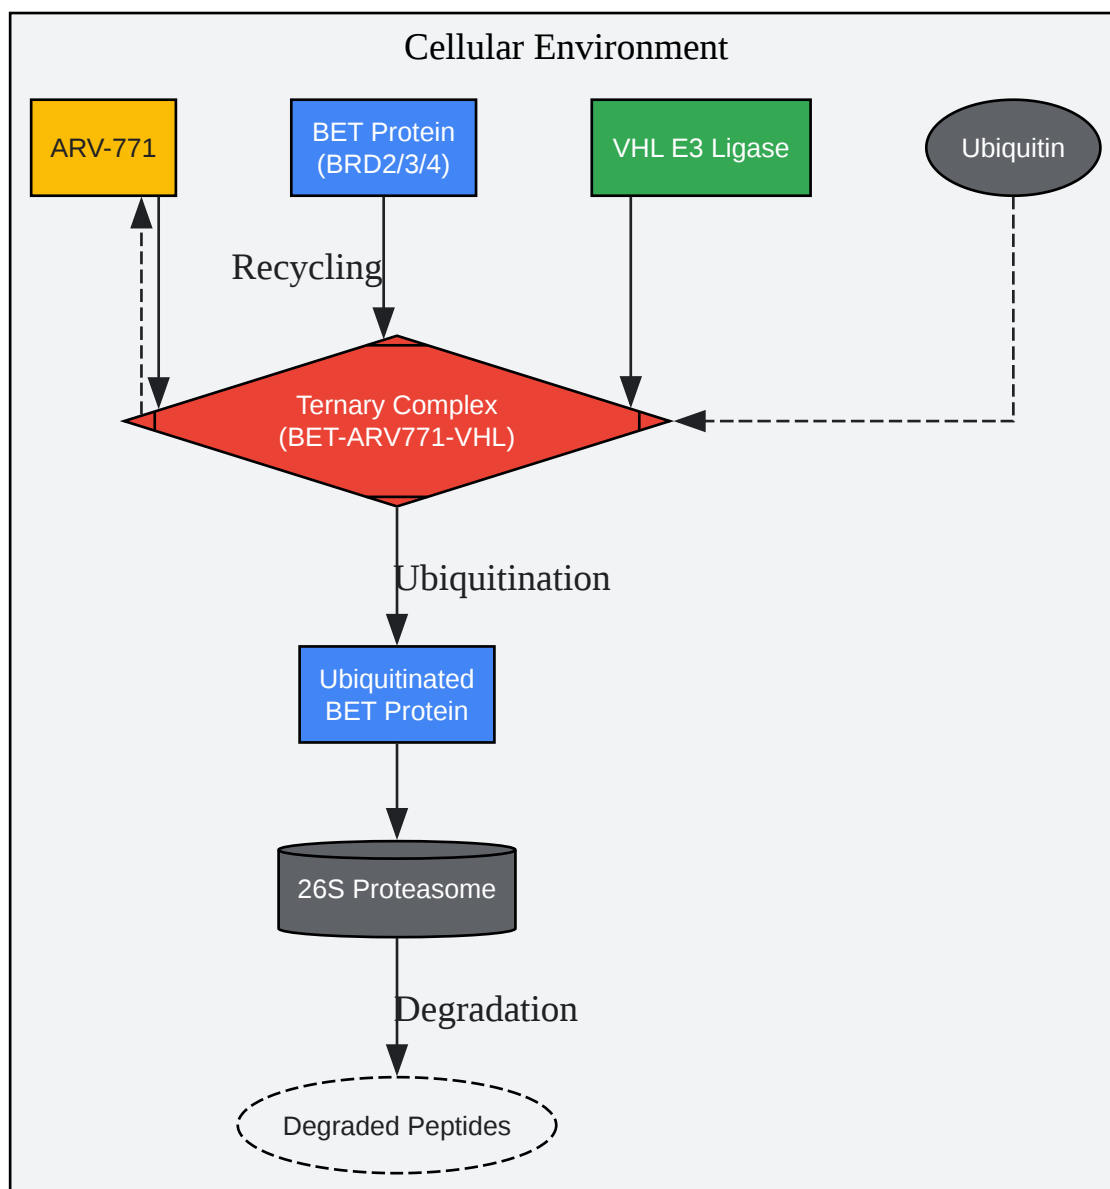 Cellular Environment
ARV-771
BET Protein
(BRD2/3/4)
VHL E3 Ligase
Ubiquitin
Recycling
Ternary Complex
(BET-ARV771-VHL)
Ubiquitination
Ubiquitinated
BET Protein
26S Proteasome
Degradation
Degraded Peptides